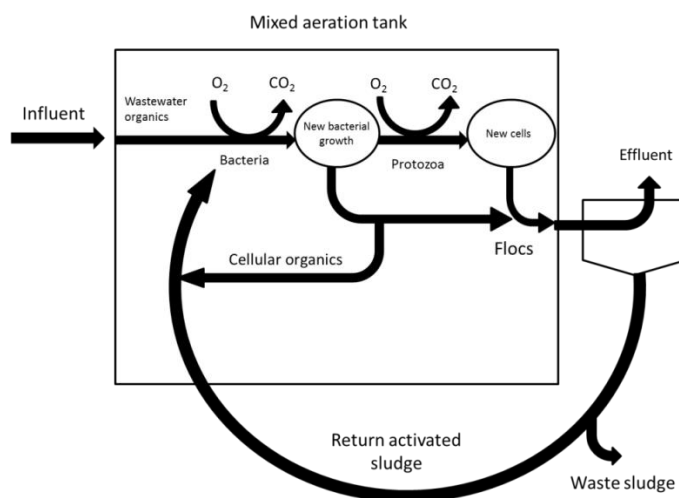 Mixed aeration tank
Influent
Wastewater
organics
O₂
CO₂
O₂
CO₂
New bacterial
growth
New cells
Bacteria
Protozoa
Effluent
Flocs
Cellular organics
Return activated
sludge
Waste sludge